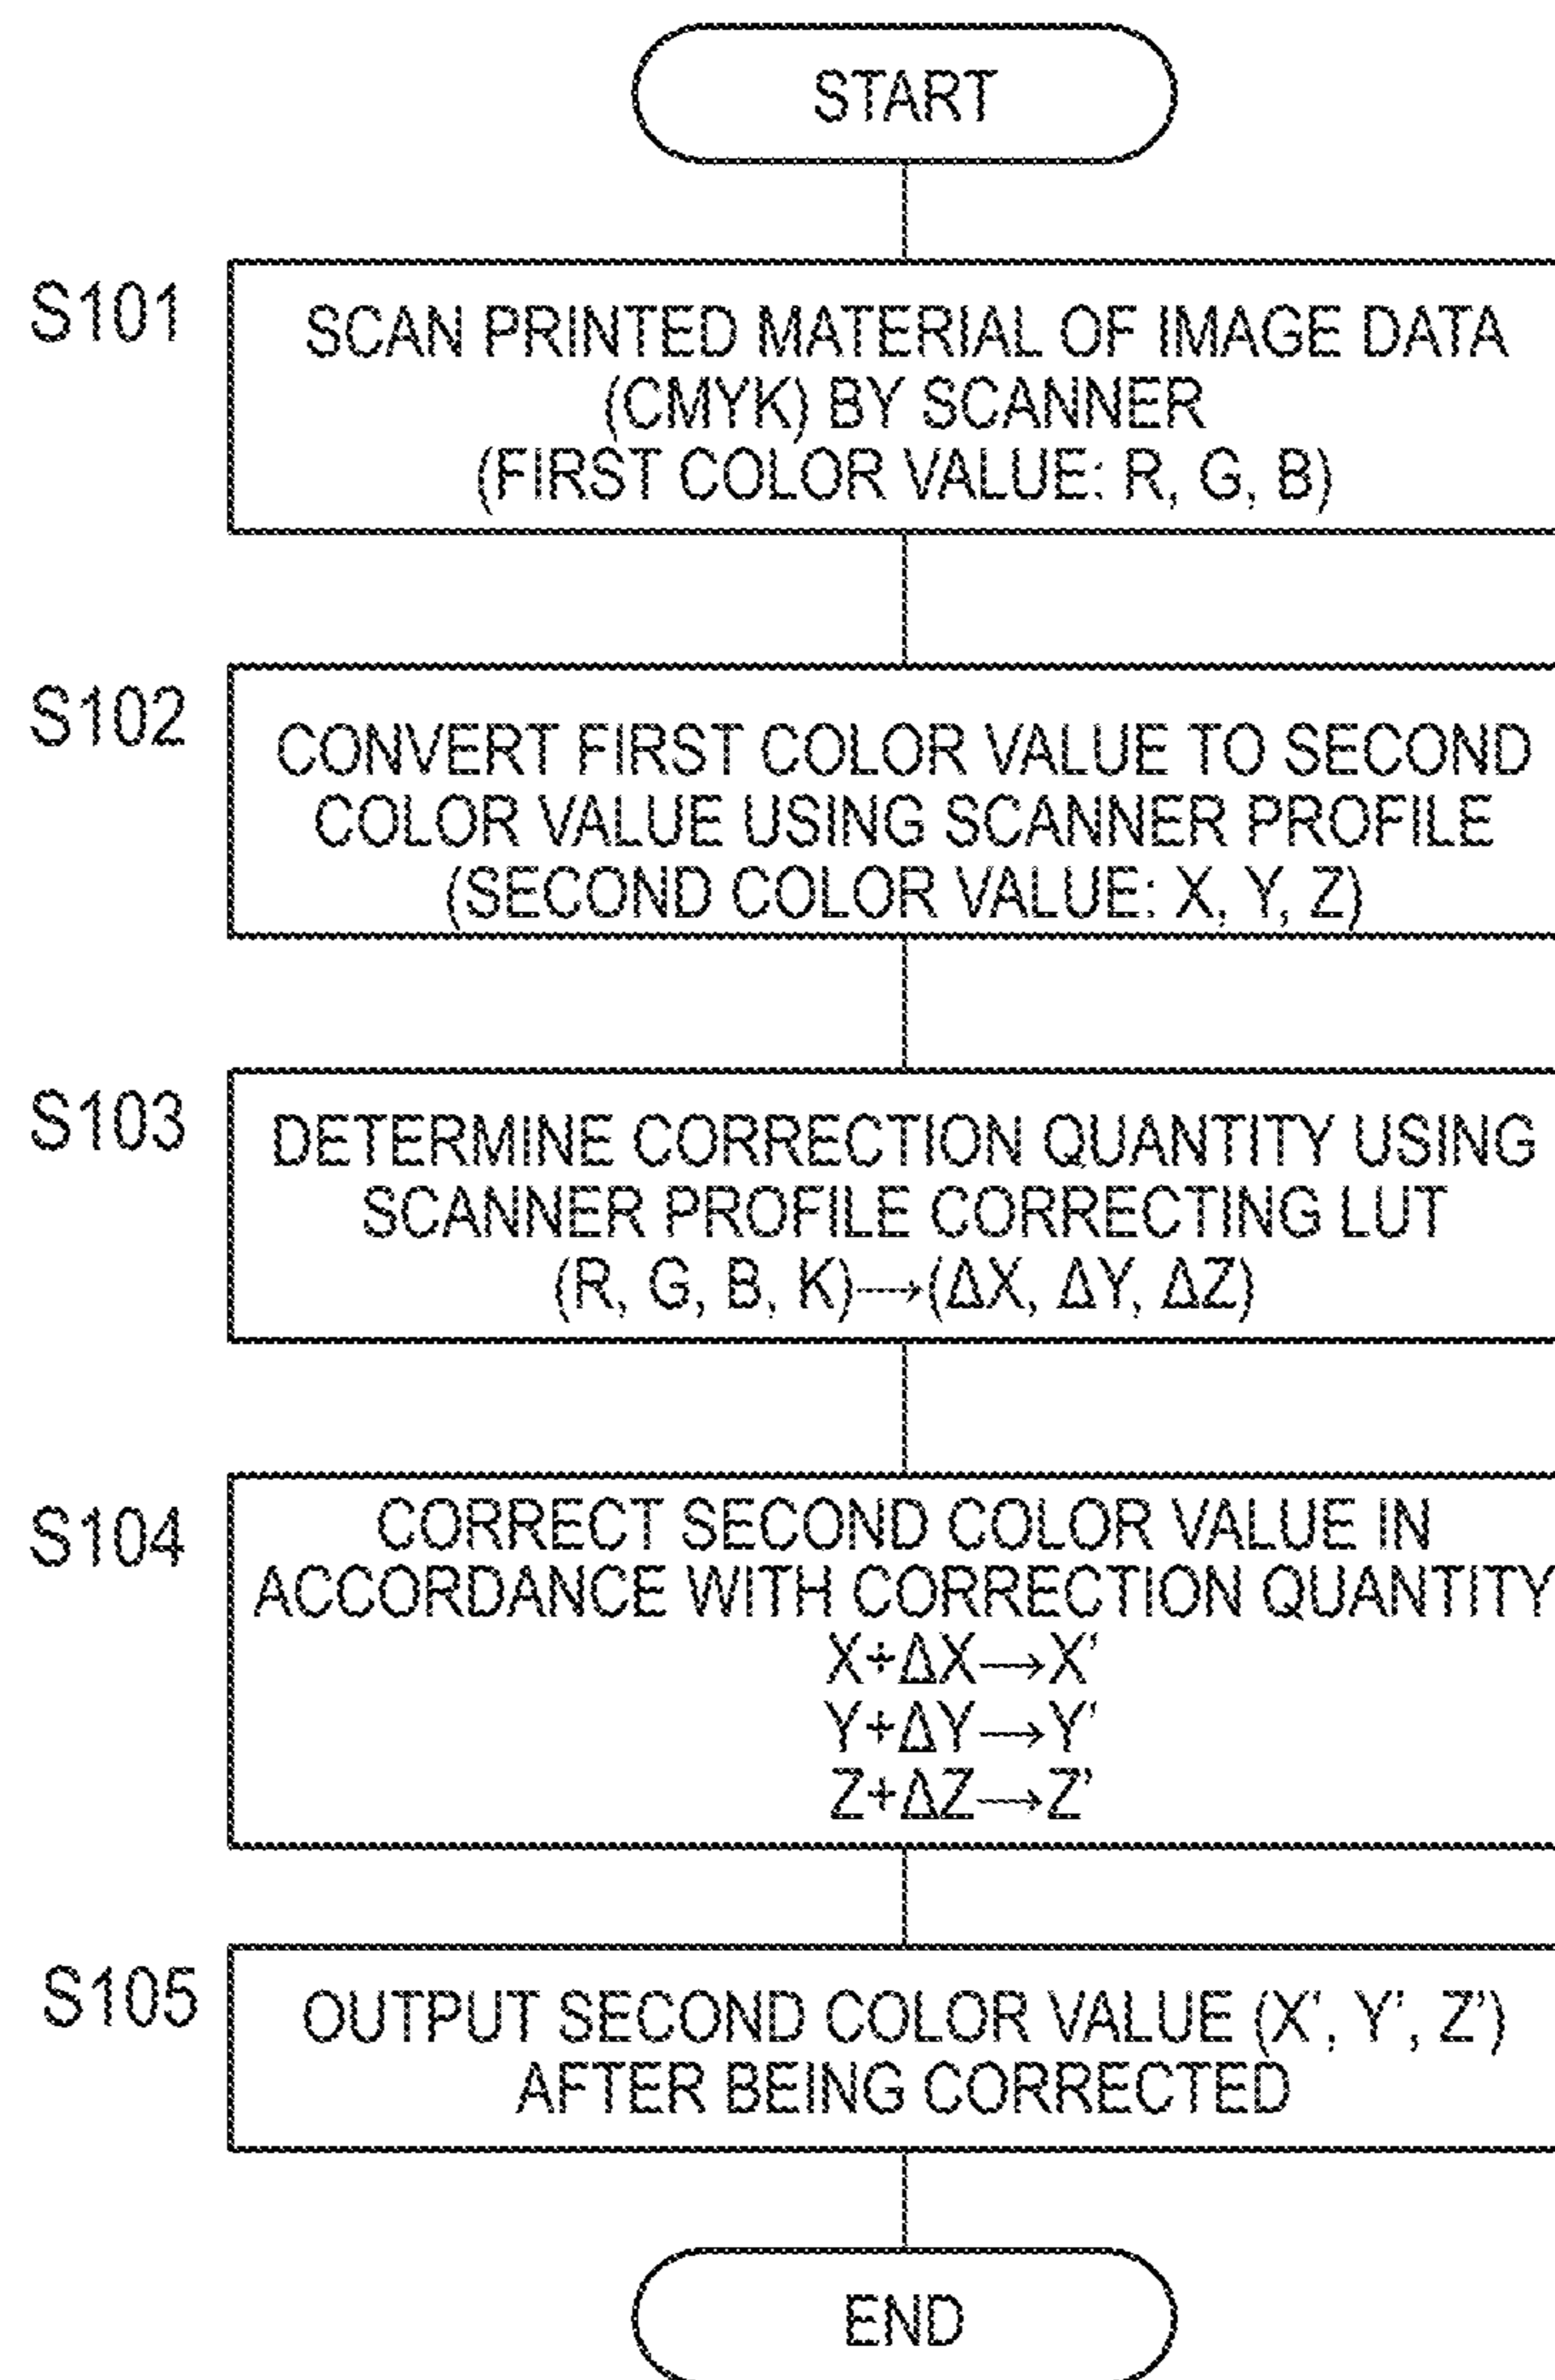 START
S101
SCAN PRINTED MATERIAL OF IMAGE DATA
(CMYK) BY SCANNER
(FIRST COLOR VALUE: R, G, B)
S102
CONVERT FIRST COLOR VALUE TO SECOND
COLOR VALUE USING SCANNER PROFILE
(SECOND COLOR VALUE: X, Y, Z)
S103
DETERMINE CORRECTION QUANTITY USING
SCANNER PROFILE CORRECTING LUT
(R, G, B, K)→(ΔX, ΔY, ΔZ)
S104
CORRECT SECOND COLOR VALUE IN
ACCORDANCE WITH CORRECTION QUANTITY
X+ΔX→X'
Y+ΔY→Y'
Z+ΔZ→Z'
S105
OUTPUT SECOND COLOR VALUE (X', Y', Z')
AFTER BEING CORRECTED
END